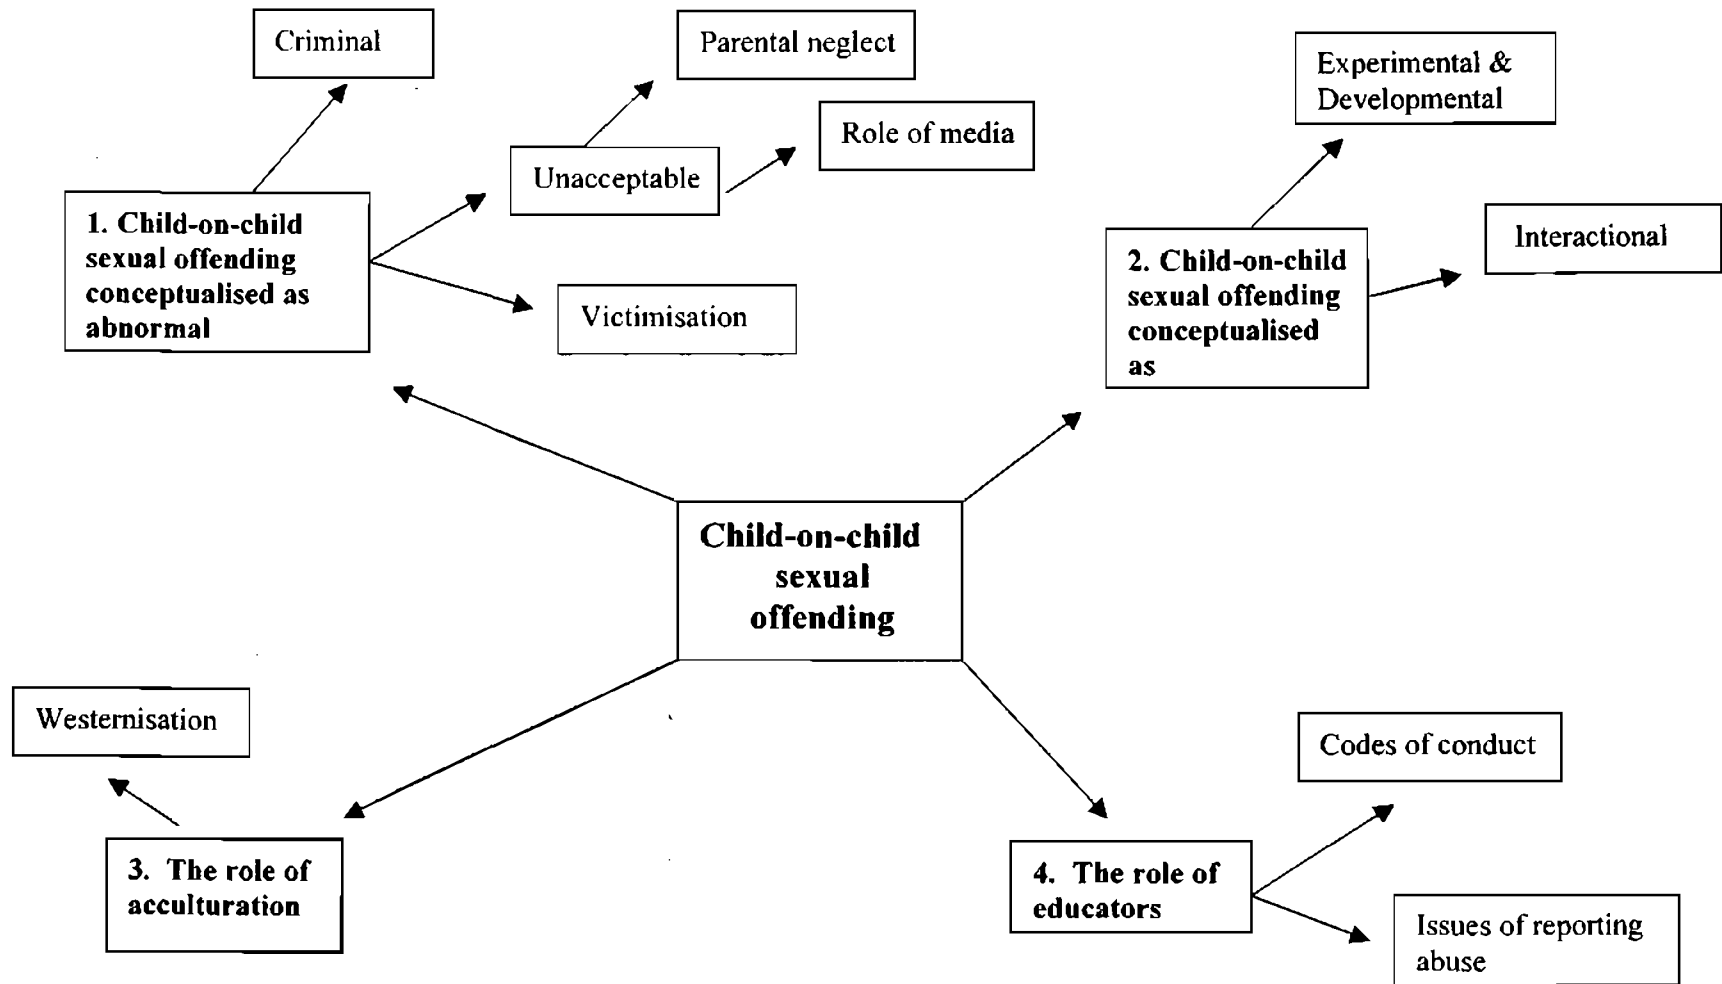 Criminal
Parental neglect
Role of media
Unacceptable
1. Child-on-child
sexual offending
conceptualised as
abnormal
Victimisation
Experimental &
Developmental
Interactional
2. Child-on-child
sexual offending
conceptualised
as
Child-on-child
sexual
offending
Westernisation
3. The role of
acculturation
Codes of conduct
4. The role of
educators
Issues of reporting
abuse